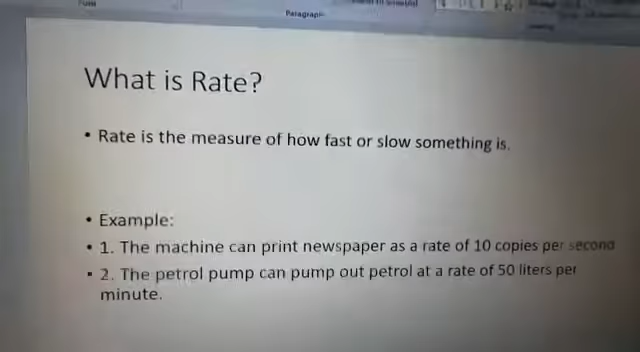 Paragraph
What is Rate?
• Rate is the measure of how fast or slow something is.
• Example:
• 1. The machine can print newspaper as a rate of 10 copies per second
• 2. The petrol pump can pump out petrol at a rate of 50 liters per
minute.